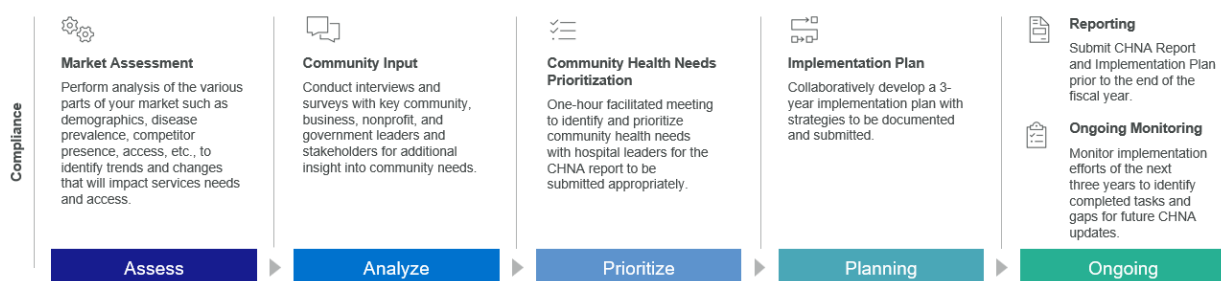 Compliance
Market Assessment
Perform analysis of the various
parts of your market such as
demographics, disease
prevalence, competitor
presence, access, etc., to
identify trends and changes
that will impact services needs
and access.
Assess
Community Input
Conduct interviews and
surveys with key community,
business, nonprofit, and
government leaders and
stakeholders for additional
insight into community needs.
Analyze
Community Health Needs
Prioritization
One-hour facilitated meeting
to identify and prioritize
community health needs
with hospital leaders for the
CHNA report to be
submitted appropriately.
Prioritize
Implementation Plan
Collaboratively develop a 3-
year implementation plan with
strategies to be documented
and submitted.
Planning
Reporting
Submit CHNA Report
and Implementation Plan
prior to the end of the
fiscal year.
Ongoing Monitoring
Monitor implementation
efforts of the next
three years to identify
completed tasks and
gaps for future CHNA
updates.
Ongoing